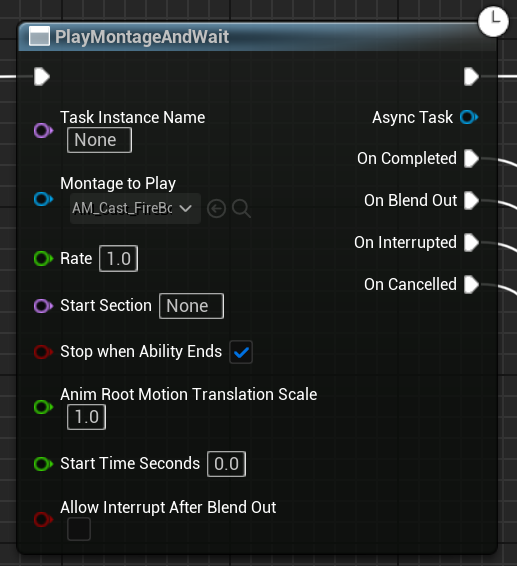 PlayMontageAndWait
Task Instance Name
None
Async Task
On Completed
Montage to Play
AM_Cast_FireBo
On Blend Out
On Interrupted
Rate 1.0
On Cancelled
Start Section None
Stop when Ability Ends
Anim Root Motion Translation Scale
1.0
Start Time Seconds 0.0
Allow Interrupt After Blend Out